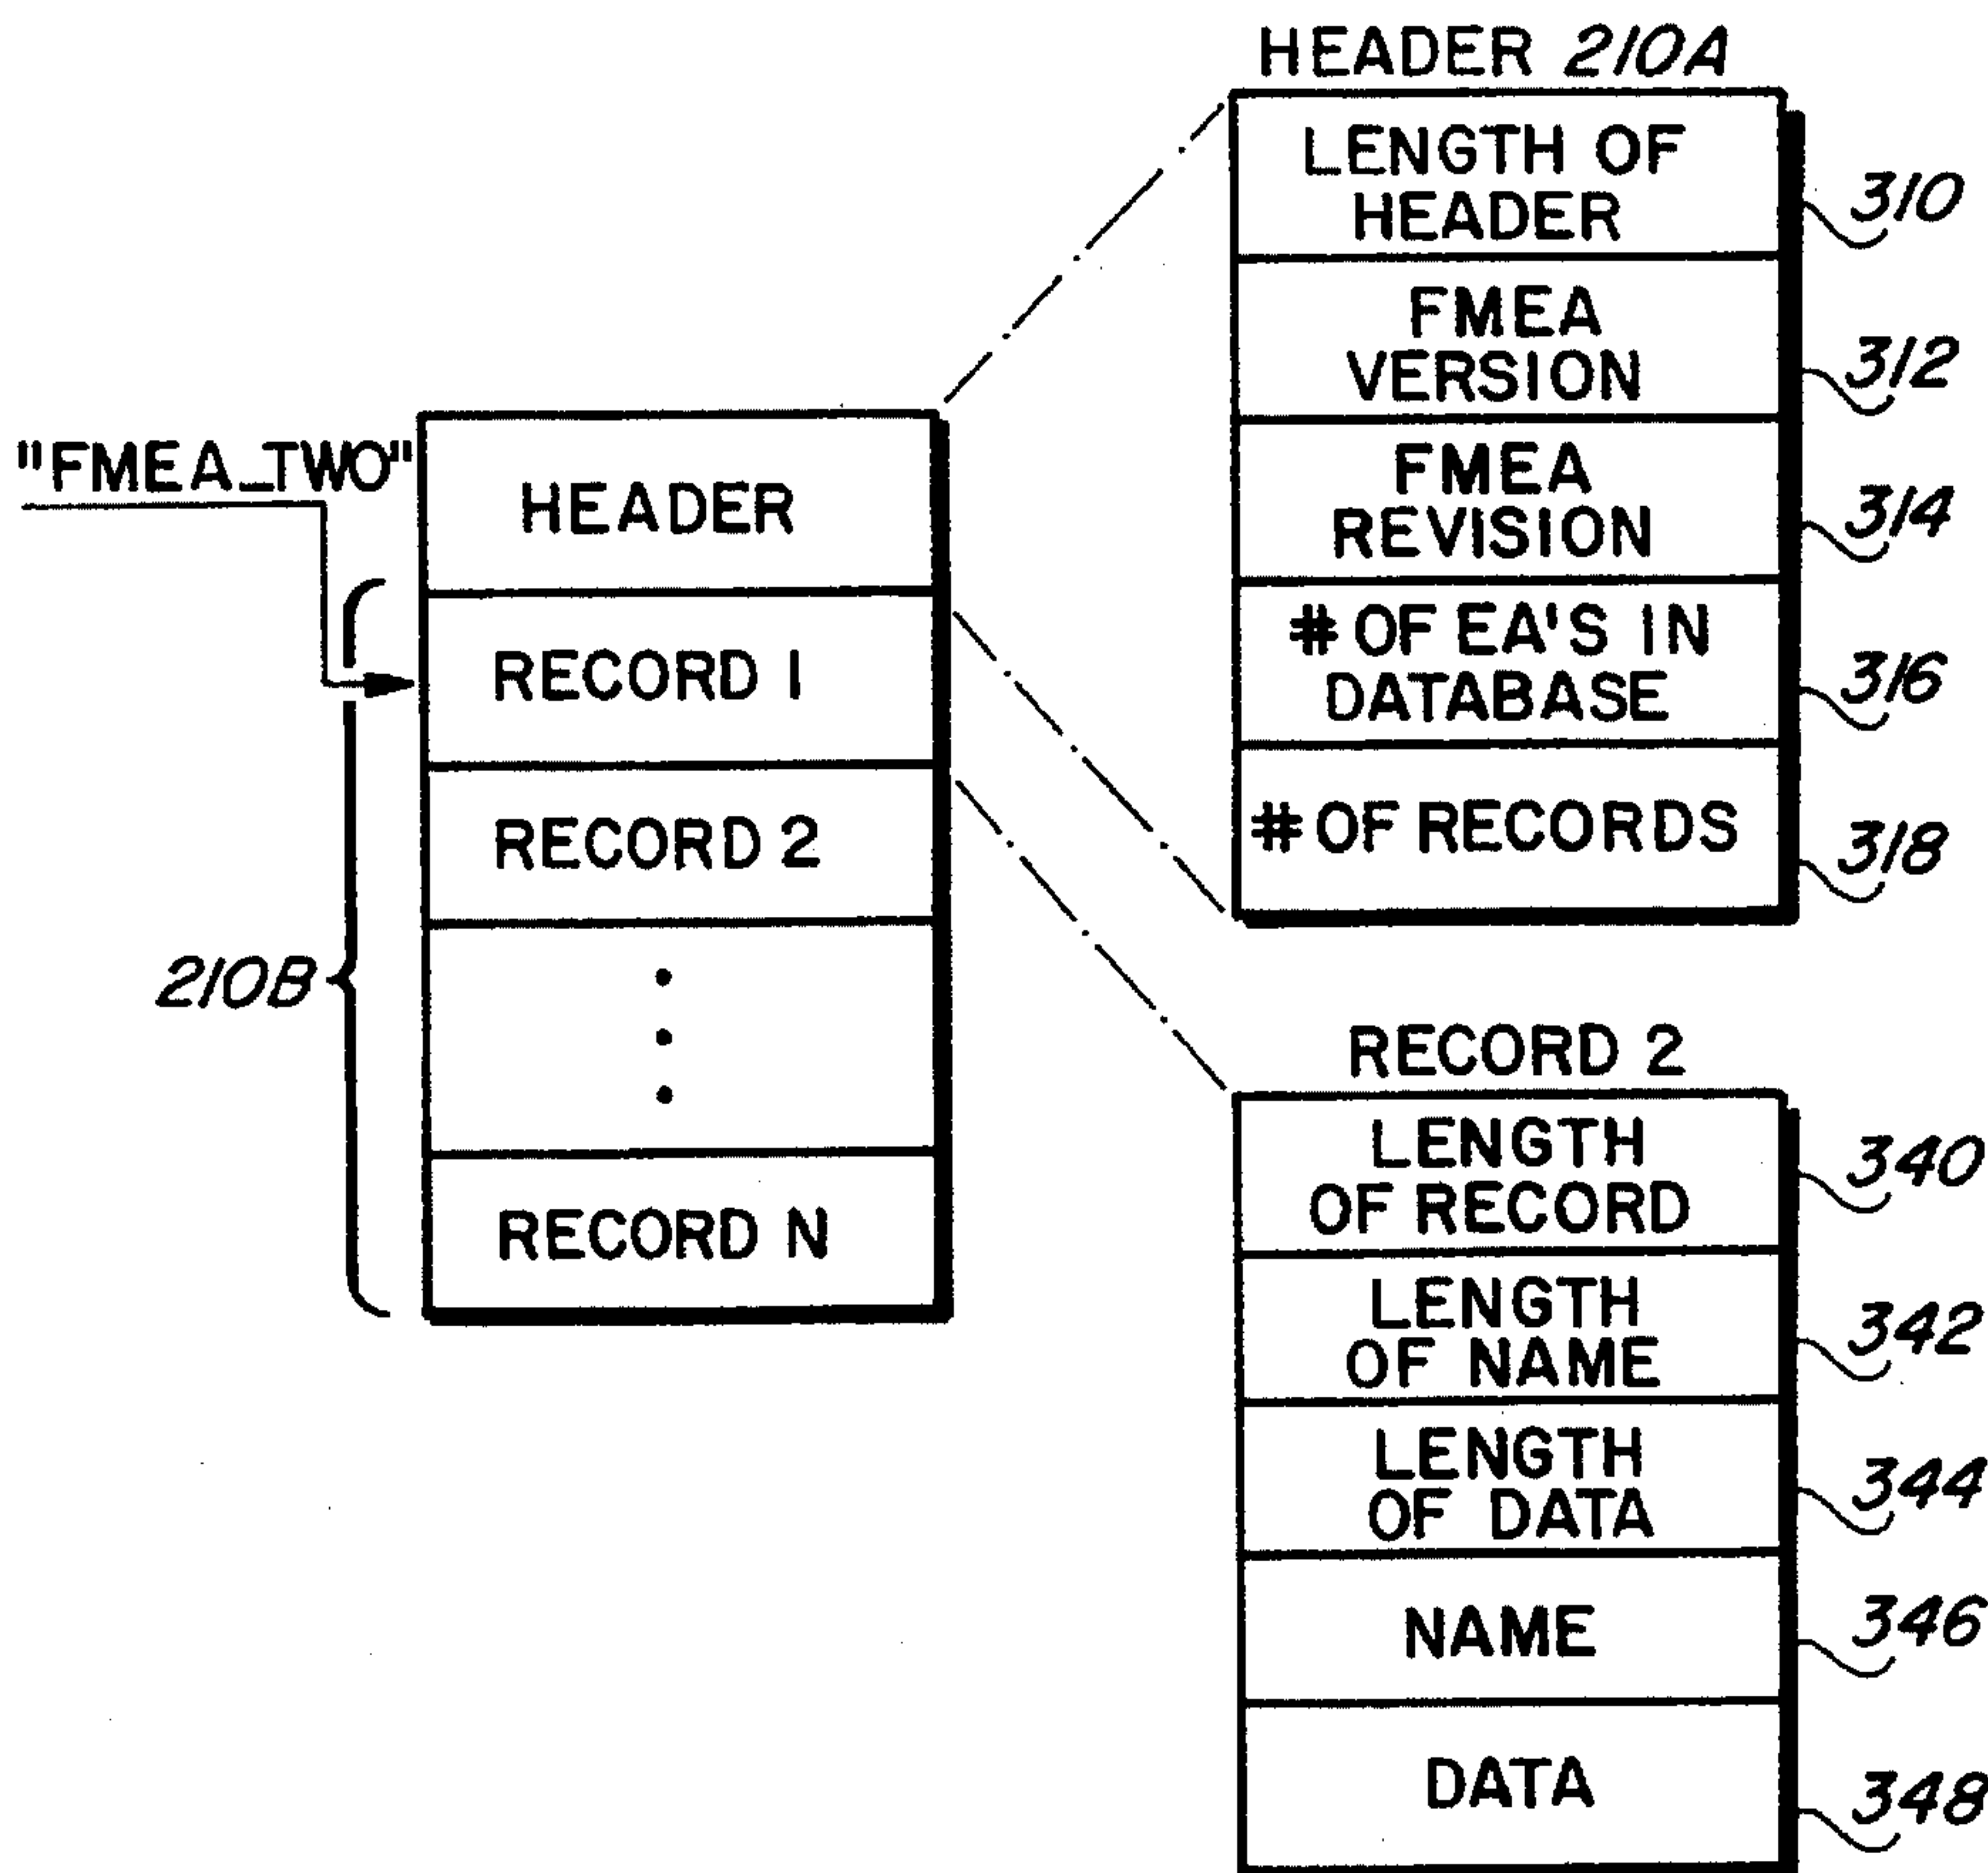 "FMEA_TWO"
HEADER
RECORD 1
RECORD 2
RECORD N
210B
HEADER 210A
LENGTH OF
HEADER
310
FMEA
VERSION
312
FMEA
REVISION
314
# OF EA'S IN
DATABASE
316
# OF RECORDS
318
RECORD 2
LENGTH
OF RECORD
340
LENGTH
OF NAME
342
LENGTH
OF DATA
344
NAME
346
DATA
348